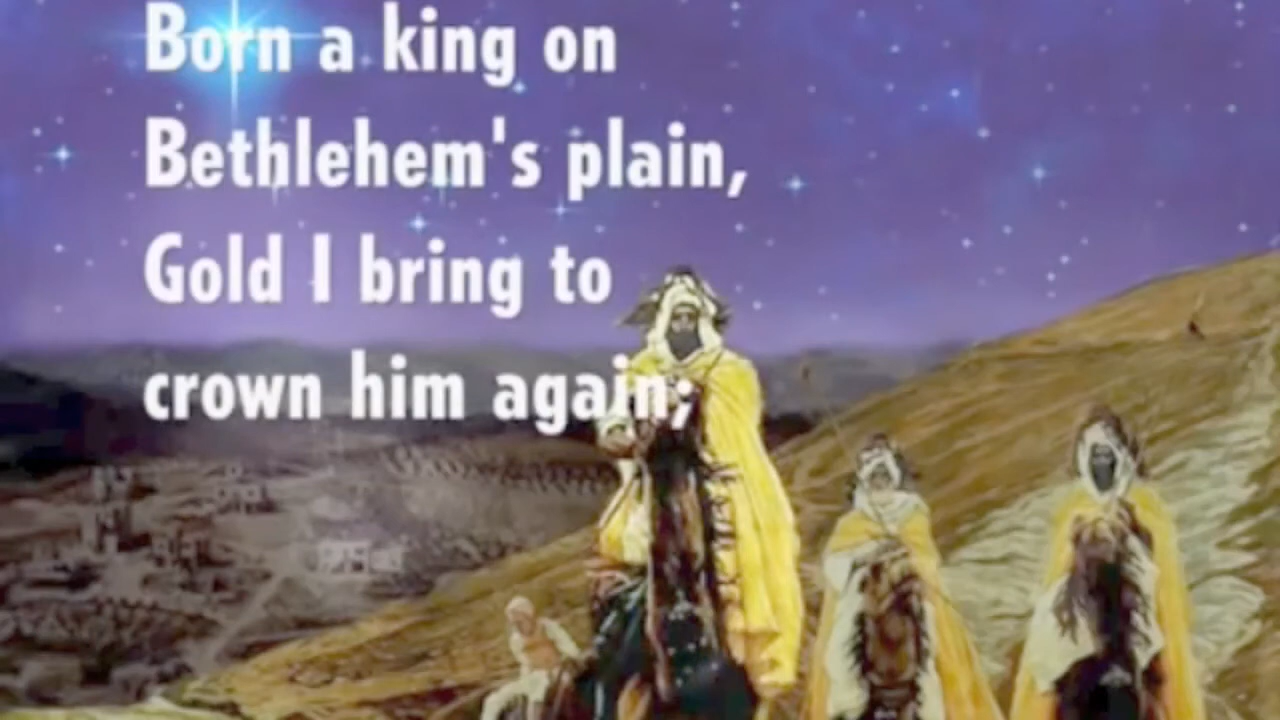 Born a king on
Bethlehem's plain,
Gold I bring to
crown him again;